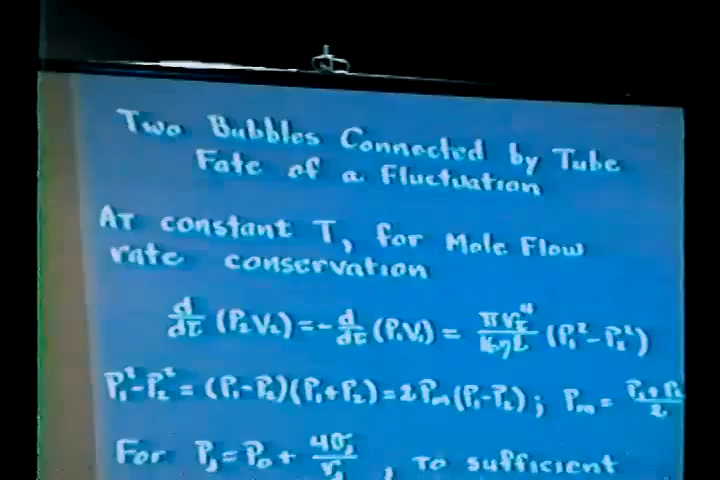 Two Bubbles Connected by Tube
Fate of a Fluctuation
At constant T, for Mole Flow
rate conservation
d/dt (P₂V₂) = - d/dt (P₁V₁) = πr_t⁴/16ηL (P₁² - P₂²)
P₁² - P₂² = (P₁-P₂)(P₁+P₂) = 2Pm(P₁-P₂); Pm = P₁+P₂/2
For Pj = P₀ + 4σj/rj, to sufficient